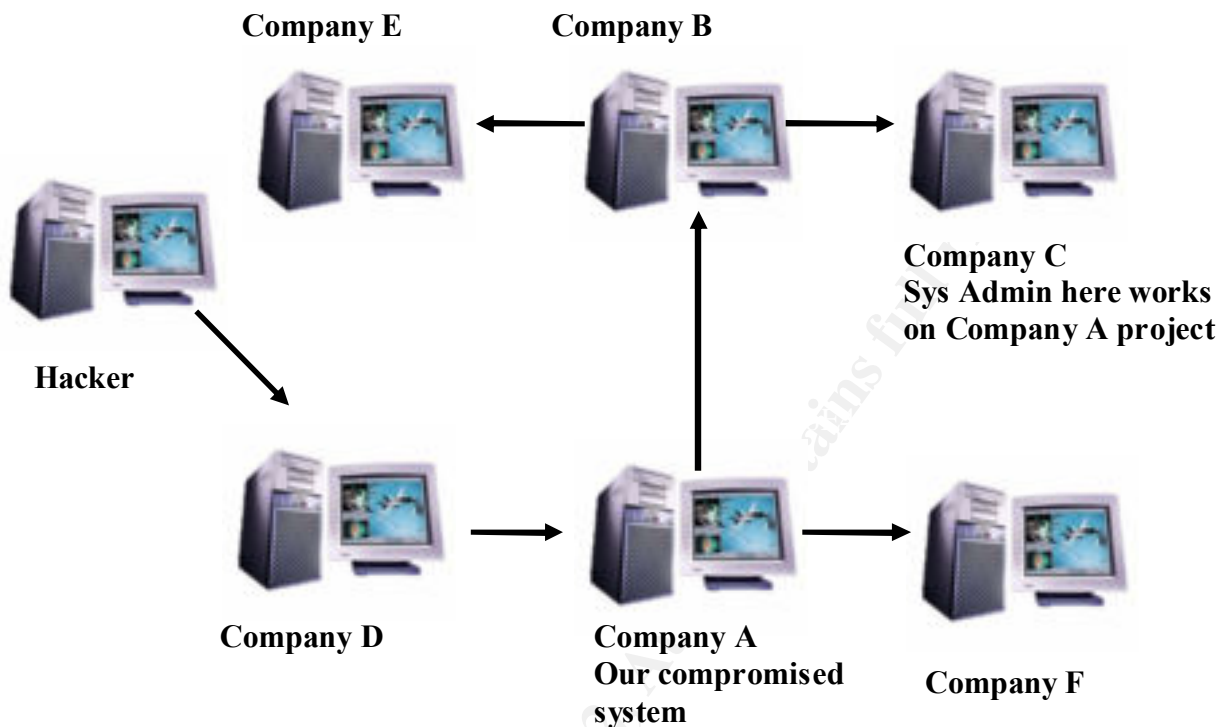 Company E
Company B
Company C
Sys Admin here works
on Company A project
Hacker
Company D
Company A
Our compromised
system
Company F